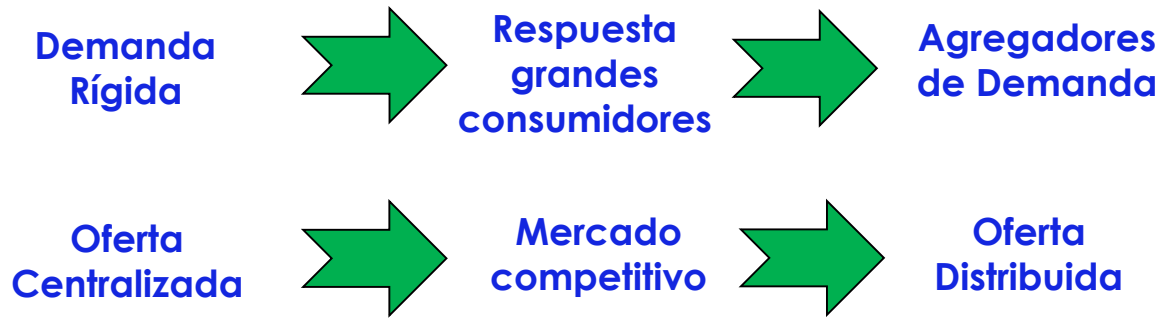 Demanda
Rígida
Respuesta
grandes
consumidores
Agregadores
de Demanda
Oferta
Centralizada
Mercado
competitivo
Oferta
Distribuida